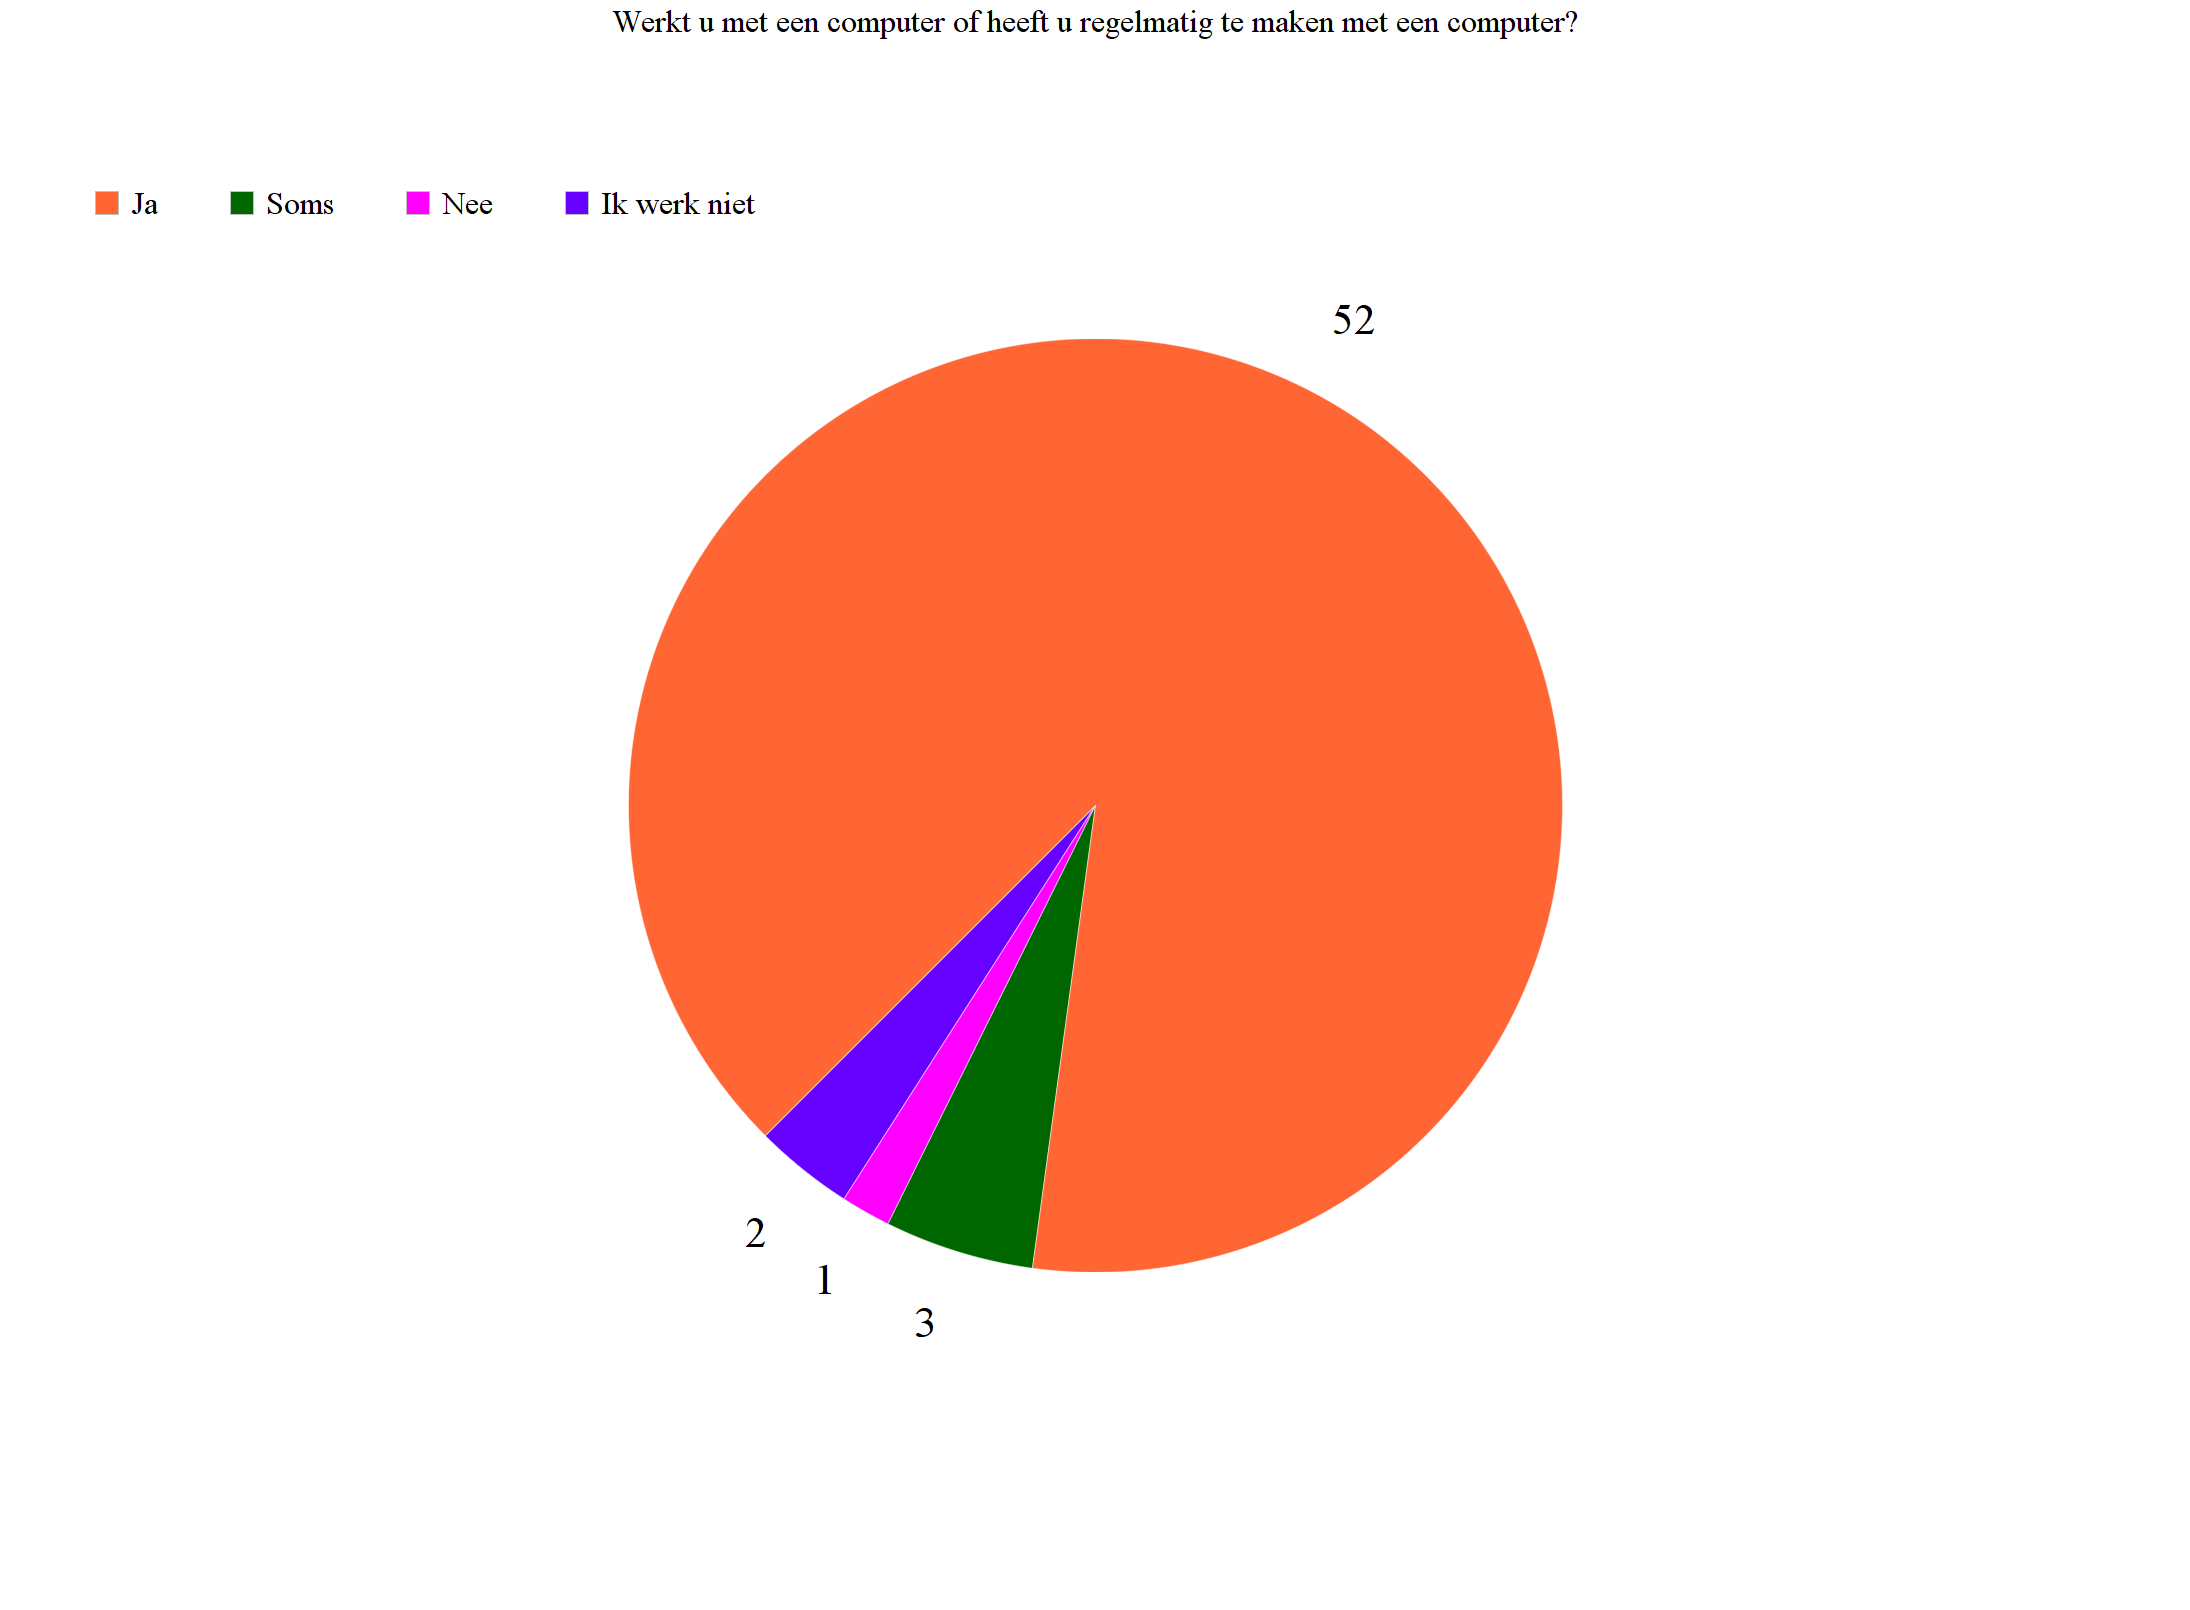 Werkt u met een computer of heeft u regelmatig te maken met een computer?
Ja Soms Nee Ik werk niet
52
2
1
3